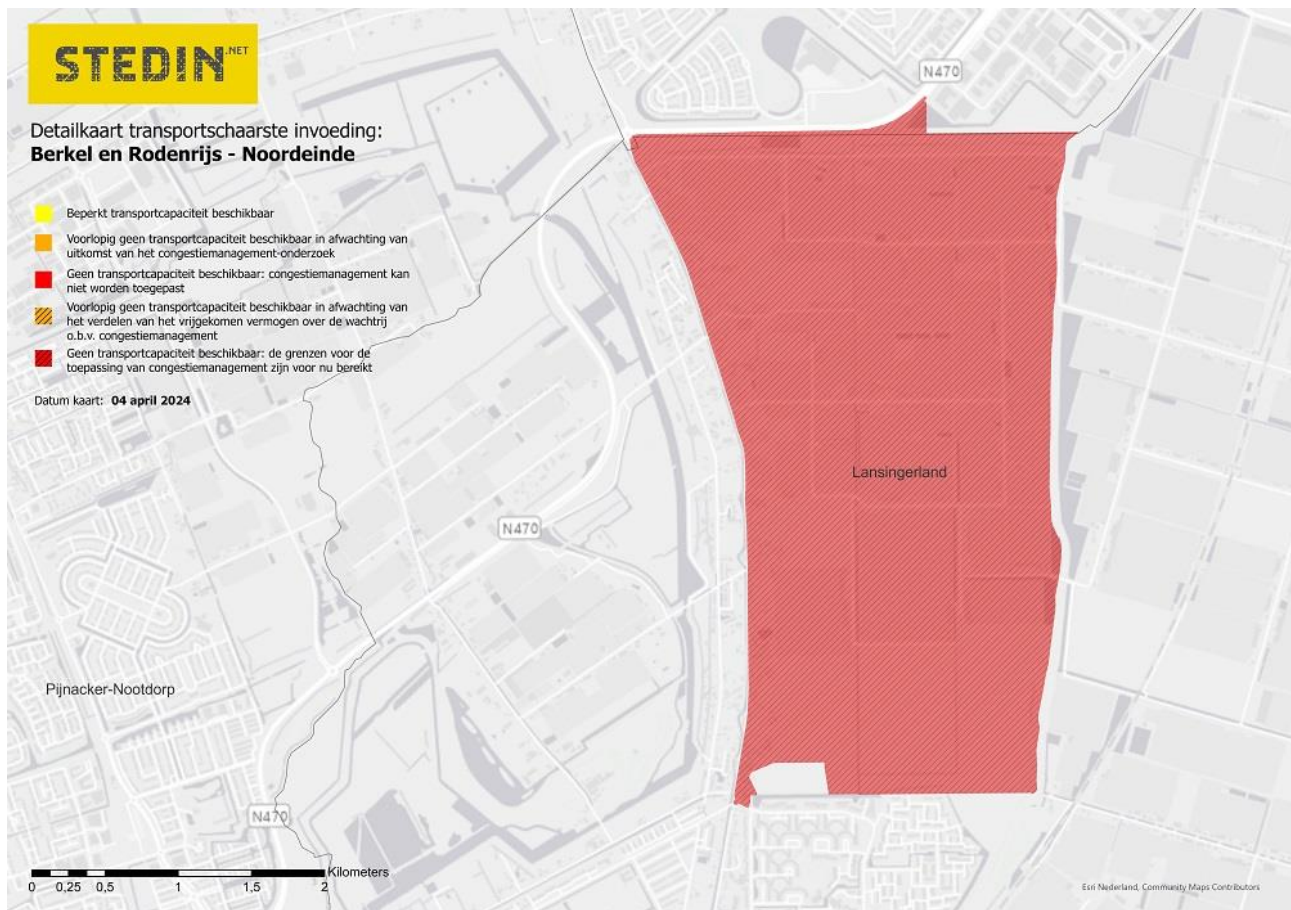 STEDIN.NET
Detailkaart transportschaarste invoeding:
Berkel en Rodenrijs - Noordeinde
Beperkt transportcapaciteit beschikbaar
Voorlopig geen transportcapaciteit beschikbaar in afwachting van
uitkomst van het congestiemanagement-onderzoek
Geen transportcapaciteit beschikbaar: congestiemanagement kan
niet worden toegepast
Voorlopig geen transportcapaciteit beschikbaar in afwachting van
het verdelen van het vrijgekomen vermogen over de wachtrij
o.b.v. congestiemanagement
Geen transportcapaciteit beschikbaar: de grenzen voor de
toepassing van congestiemanagement zijn voor nu bereikt
Datum kaart: 04 april 2024
N470
Lansingerland
N470
Pijnacker-Nootdorp
N470
Kilometers
0 0,25 0,5 1 1,5 2
Esri Nederland, Community Maps Contributors